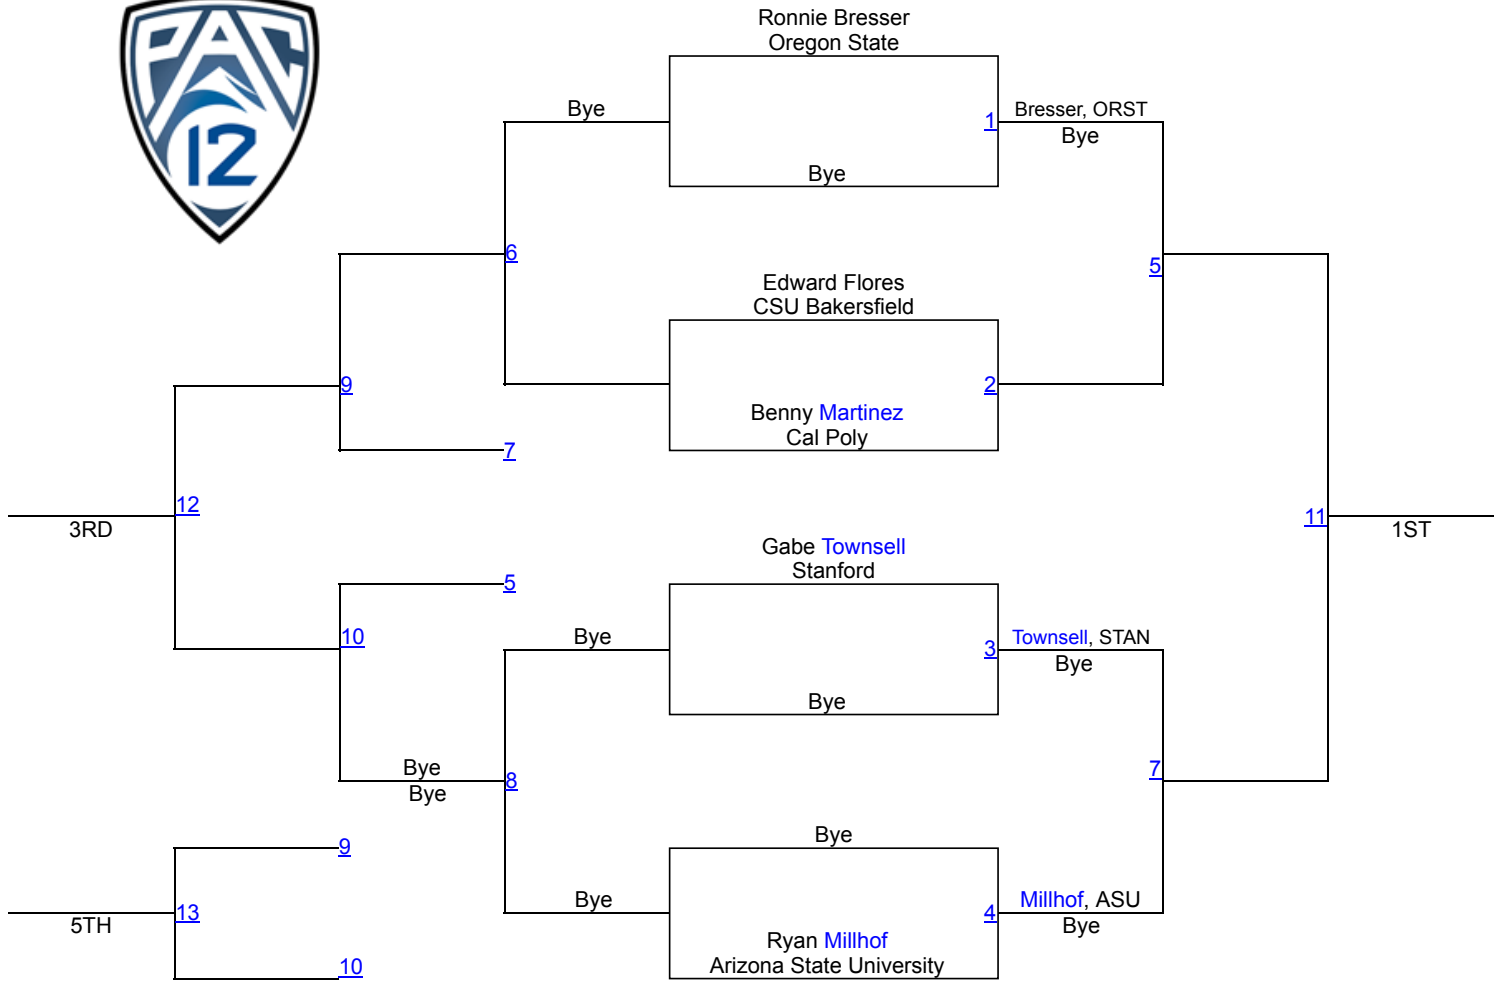 PAC
12
Ronnie Bresser
Oregon State
Bye
1
Bresser, ORST
Bye
Bye
6
5
Edward Flores
CSU Bakersfield
9
2
Benny Martinez
Cal Poly
7
12
3RD
11
1ST
Gabe Townsell
Stanford
5
10
Bye
3
Townsell, STAN
Bye
Bye
Bye
Bye
8
7
Bye
9
Bye
4
Millhof, ASU
Bye
13
5TH
Ryan Millhof
Arizona State University
10